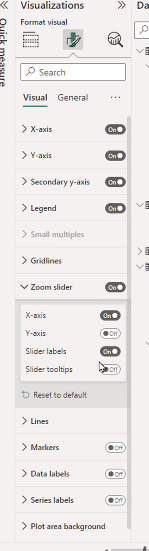 Visualizations
»
Format visual
Search
Visual General ...
X-axis On
Y-axis On
Secondary y-axis On
Legend On
Small multiples
Gridlines
Zoom slider On
X-axis On
Y-axis Off
Slider labels On
Slider tooltips Off
Reset to default
Lines
Markers Off
Data labels Off
Series labels Off
Plot area background
Quick measure
Da